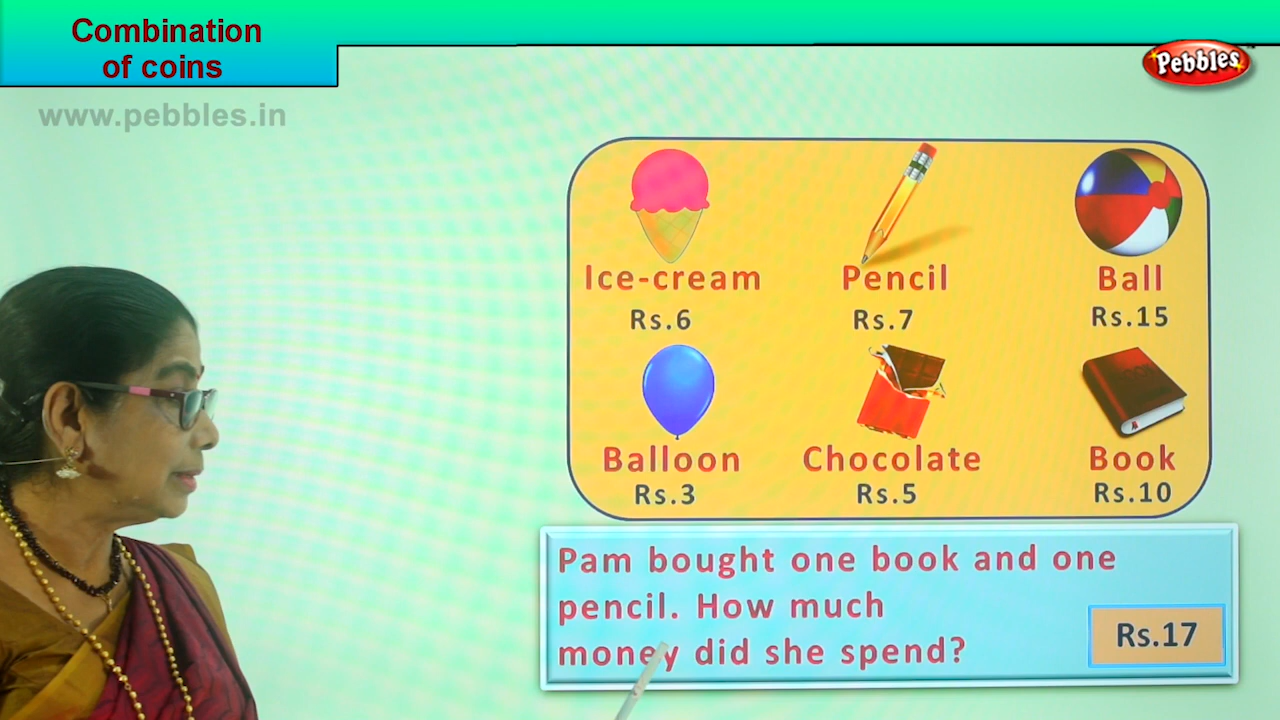 Combination
of coins
Pebbles
www.pebbles.in
Ice-cream
Rs.6
Pencil
Rs.7
Ball
Rs.15
Balloon
Rs.3
Chocolate
Rs.5
Book
Rs.10
Pam bought one book and one
pencil. How much
money did she spend?
Rs.17